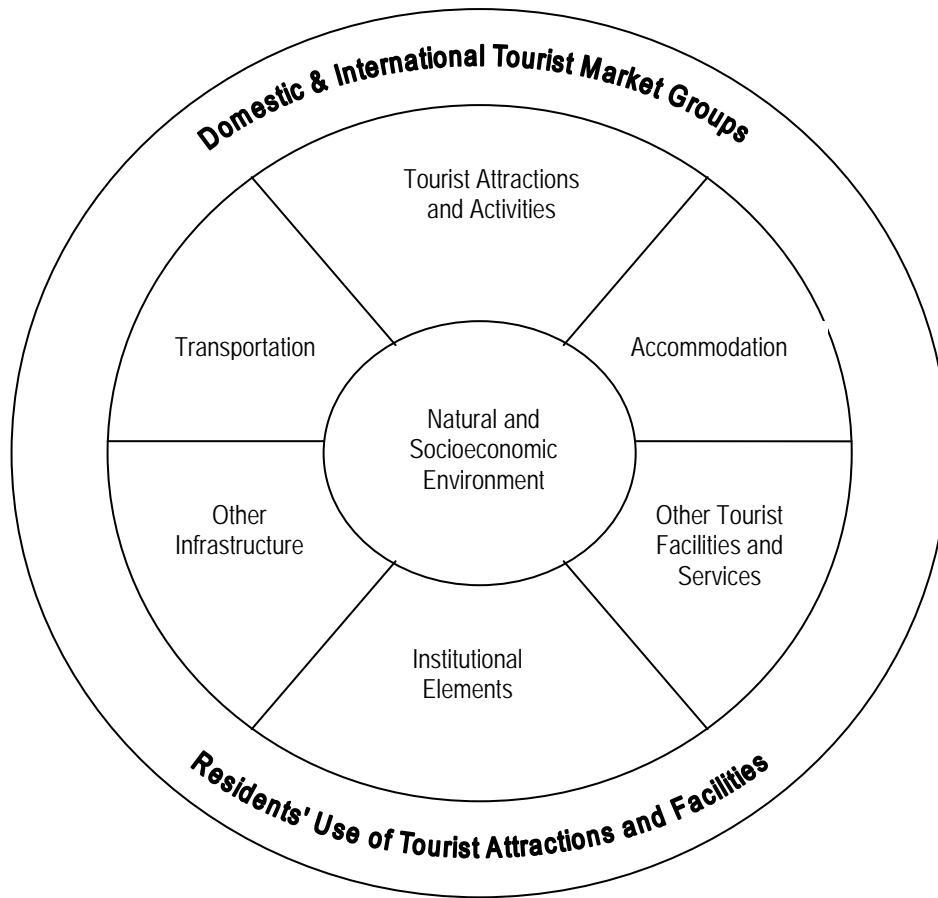 Domestic & International Tourist Market Groups
Tourist Attractions
and Activities
Transportation
Accommodation
Natural and
Socioeconomic
Environment
Other
Infrastructure
Other Tourist
Facilities and
Services
Institutional
Elements
Residents' Use of Tourist Attractions and Facilities